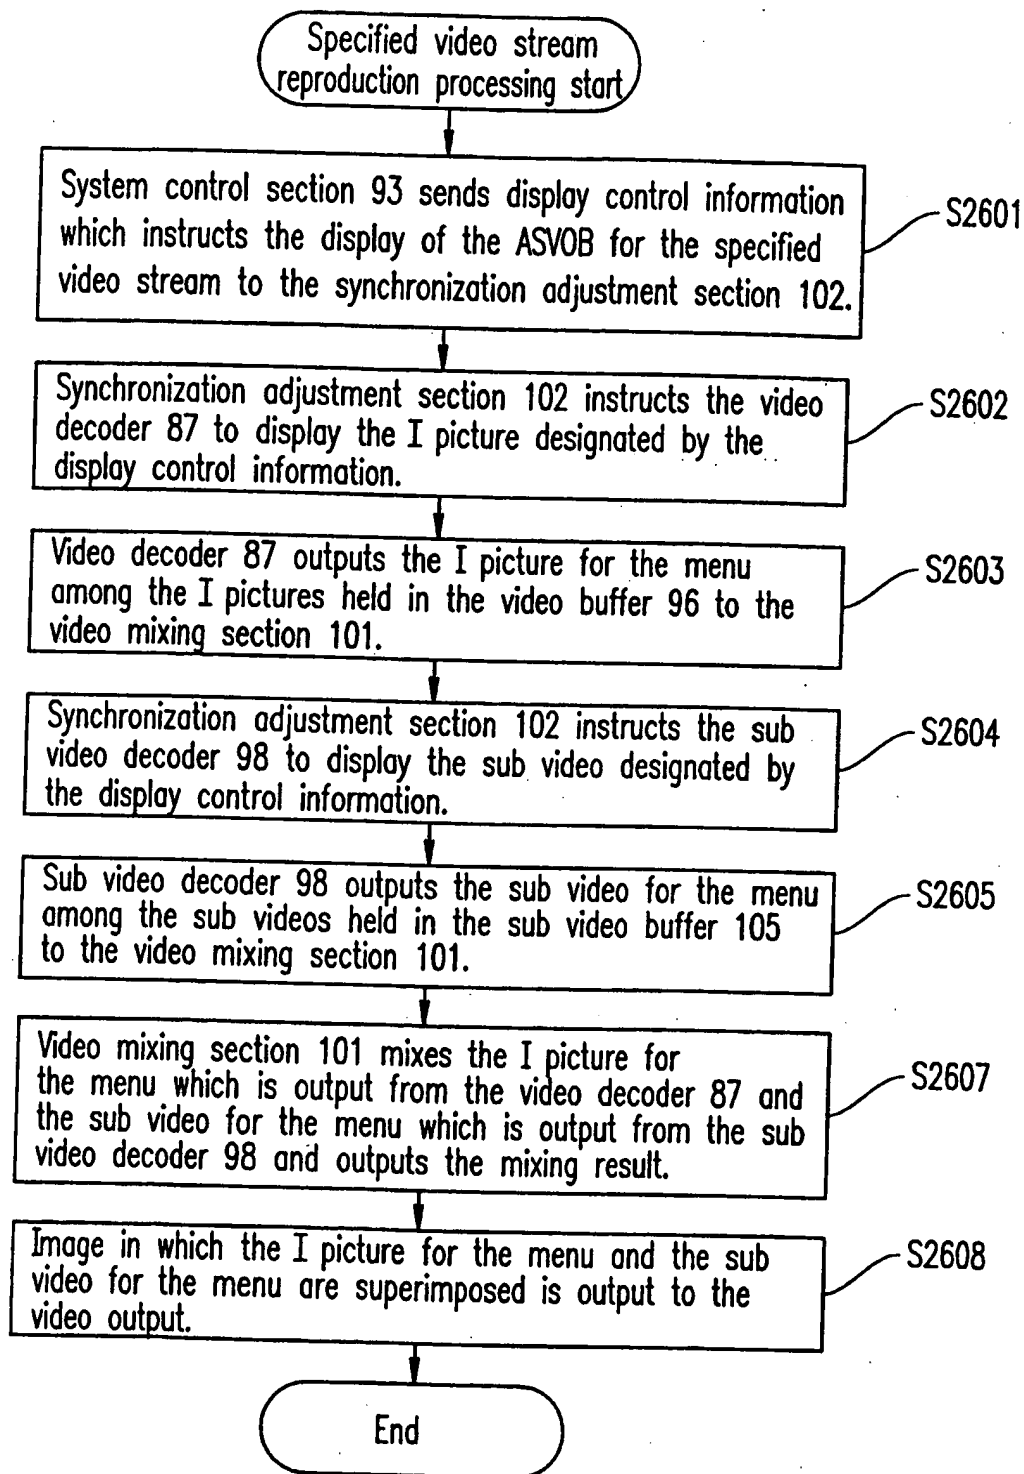 Specified video stream
reproduction processing start
System control section 93 sends display control information
which instructs the display of the ASVOB for the specified
video stream to the synchronization adjustment section 102.
S2601
Synchronization adjustment section 102 instructs the video
decoder 87 to display the I picture designated by the
display control information.
S2602
Video decoder 87 outputs the I picture for the menu
among the I pictures held in the video buffer 96 to the
video mixing section 101.
S2603
Synchronization adjustment section 102 instructs the sub
video decoder 98 to display the sub video designated by
the display control information.
S2604
Sub video decoder 98 outputs the sub video for the menu
among the sub videos held in the sub video buffer 105
to the video mixing section 101.
S2605
Video mixing section 101 mixes the I picture for
the menu which is output from the video decoder 87 and
the sub video for the menu which is output from the sub
video decoder 98 and outputs the mixing result.
S2607
Image in which the I picture for the menu and the sub
video for the menu are superimposed is output to the
video output.
S2608
End